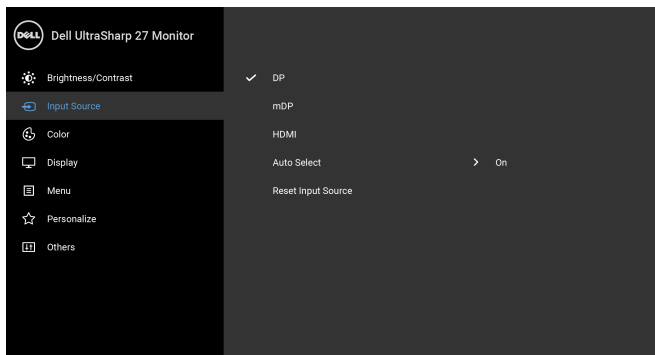 DELL Dell UltraSharp 27 Monitor
Brightness/Contrast
Input Source
Color
Display
Menu
Personalize
Others
DP
mDP
HDMI
Auto Select On
Reset Input Source